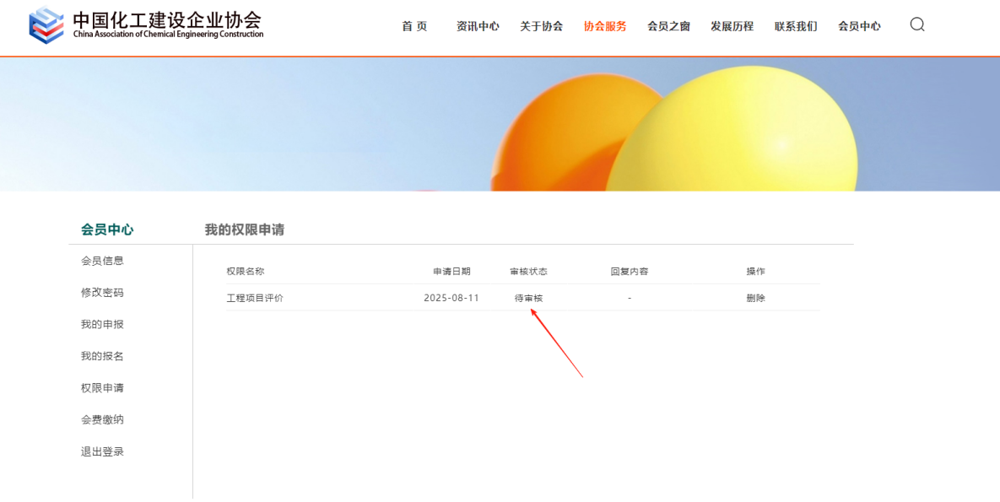 中国化工建设企业协会
China Association of Chemical Engineering Construction
首 页 资讯中心 关于协会 协会服务 会员之窗 发展历程 联系我们 会员中心
会员中心
会员信息
修改密码
我的申报
我的报名
权限申请
会费缴纳
退出登录
我的权限申请
权限名称 申请日期 审核状态 回复内容 操作
工程项目评价 2025-08-11 待审核 - 删除